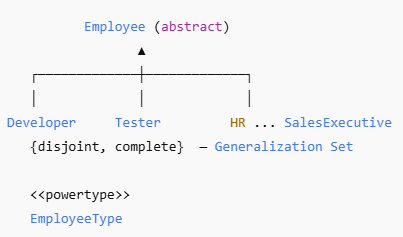 Employee (abstract)
▲
┌─────────────┼─────────────┐
│ │ │
Developer Tester HR ... SalesExecutive
{disjoint, complete} — Generalization Set
<<powertype>>
EmployeeType